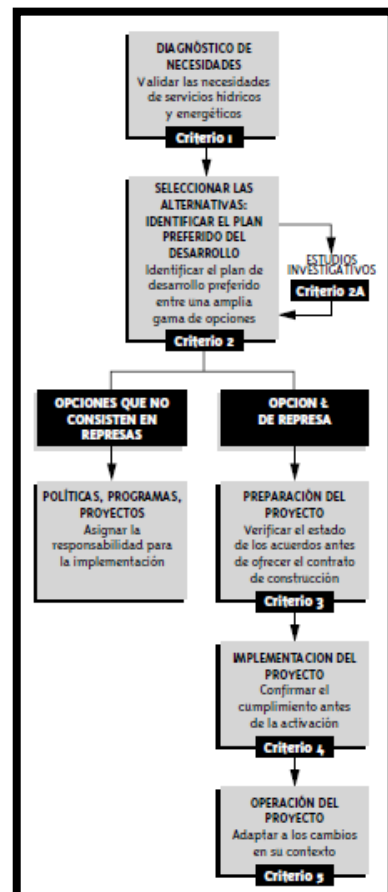 DIAGNÓSTICO DE
NECESIDADES
Validar las necesidades
de servicios hídricos
y energéticos
Criterio 1
SELECCIONAR LAS
ALTERNATIVAS:
IDENTIFICAR EL PLAN
PREFERIDO DEL
DESARROLLO
Identificar el plan de
desarrollo preferido
entre una amplia
gama de opciones
Criterio 2
ESTUDIOS
INVESTIGATIVOS
Criterio 2A
OPCIONES QUE NO
CONSISTEN EN
REPRESAS
POLÍTICAS, PROGRAMAS,
PROYECTOS
Asignar la
responsabilidad para
la implementación
OPCION &
DE REPRESA
PREPARACIÓN DEL
PROYECTO
Verificar el estado
de los acuerdos antes
de ofrecer el contrato
de construcción
Criterio 3
IMPLEMENTACION DEL
PROYECTO
Confirmar el
cumplimiento antes
de la activación
Criterio 4
OPERACIÓN DEL
PROYECTO
Adaptar a los cambios
en su contexto
Criterio 5